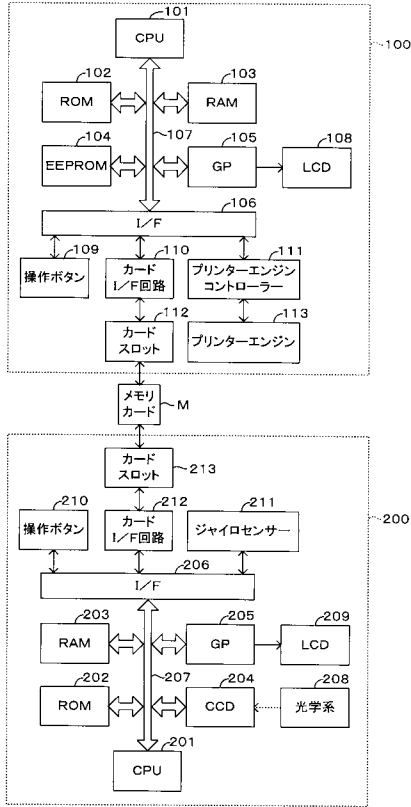 101
CPU
100
102
ROM
103
RAM
104
EEPROM
107
105
GP
108
LCD
106
I/F
109
操作ボタン
110
カード
I/F回路
111
プリンターエンジン
コントローラー
112
カード
スロット
113
プリンターエンジン
メモリ
カード
M
カード
スロット
213
210
操作ボタン
212
カード
I/F回路
211
ジャイロセンサー
200
206
I/F
203
RAM
205
GP
209
LCD
202
ROM
207
204
CCD
208
光学系
201
CPU